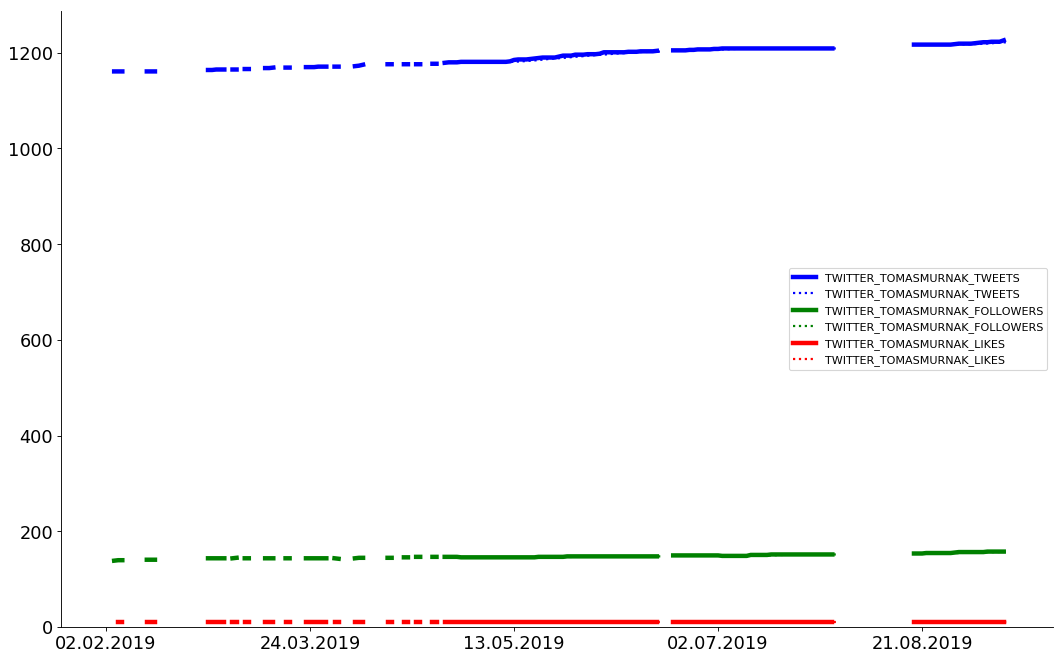 1200
1000
800
600
400
200
0
TWITTER_TOMASMURNAK_TWEETS
TWITTER_TOMASMURNAK_TWEETS
TWITTER_TOMASMURNAK_FOLLOWERS
TWITTER_TOMASMURNAK_FOLLOWERS
TWITTER_TOMASMURNAK_LIKES
TWITTER_TOMASMURNAK_LIKES
02.02.2019 24.03.2019 13.05.2019 02.07.2019 21.08.2019